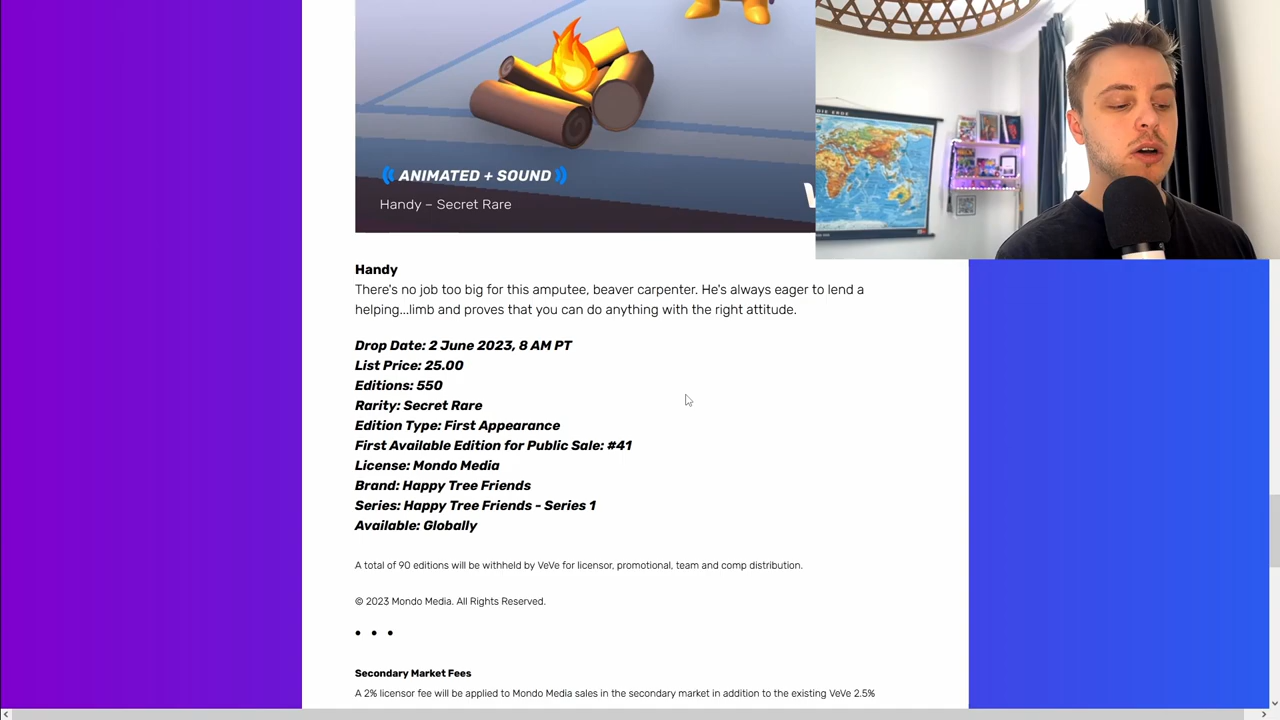 ANIMATED + SOUND
Handy – Secret Rare
Handy
There's no job too big for this amputee, beaver carpenter. He's always eager to lend a
helping...limb and proves that you can do anything with the right attitude.
Drop Date: 2 June 2023, 8 AM PT
List Price: 25.00
Editions: 550
Rarity: Secret Rare
Edition Type: First Appearance
First Available Edition for Public Sale: #41
License: Mondo Media
Brand: Happy Tree Friends
Series: Happy Tree Friends - Series 1
Available: Globally
A total of 90 editions will be withheld by VeVe for licensor, promotional, team and comp distribution.
© 2023 Mondo Media. All Rights Reserved.
• • •
Secondary Market Fees
A 2% licensor fee will be applied to Mondo Media sales in the secondary market in addition to the existing VeVe 2.5%